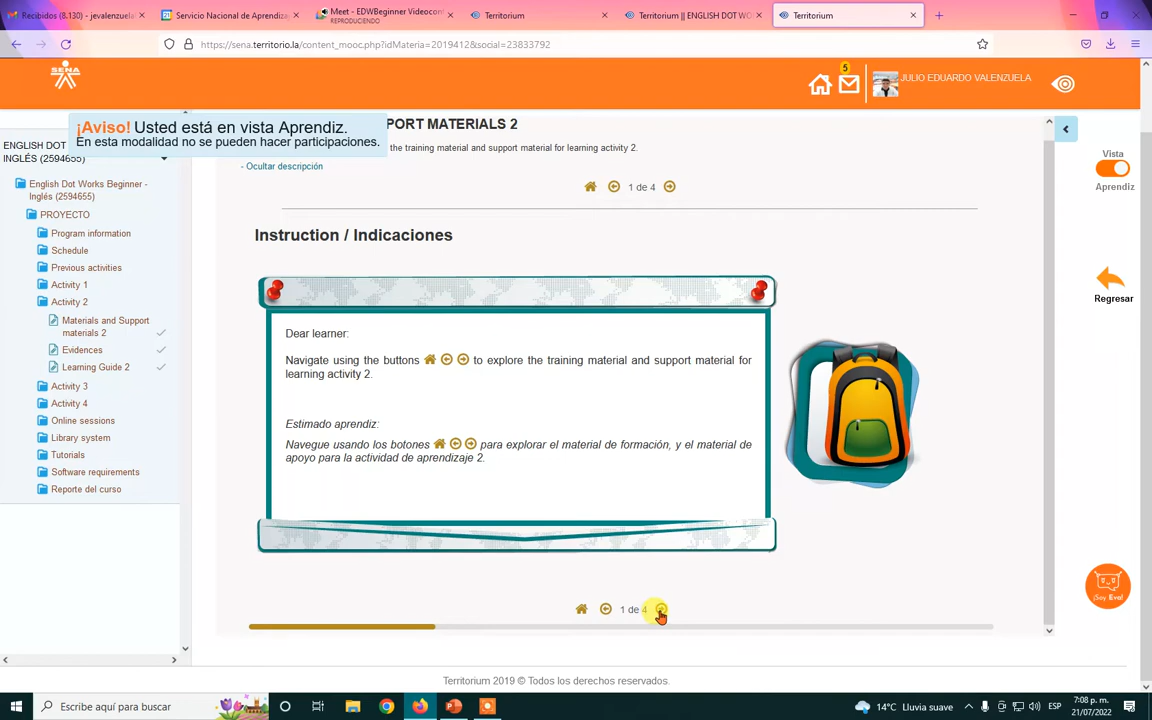 Recibidos (8.130) - jevalenzuela
Servicio Nacional de Aprendizaj
Meet - EDWBeginner Videoconf
REPRODUCIENDO
Territorium
Territorium || ENGLISH DOT WO
Territorium
https://sena.territorio.la/content_mooc.php?idMateria=2019412&social=23833792
SENA
5
JULIO EDUARDO VALENZUELA
¡Aviso! Usted está en vista Aprendiz.
En esta modalidad no se pueden hacer participaciones.
ENGLISH DOT
INGLÉS) (2594655)
English Dot Works Beginner -
Inglés (2594655)
PROYECTO
Program information
Schedule
Previous activities
Activity 1
Activity 2
Materials and Support
materials 2
Evidences
Learning Guide 2
Activity 3
Activity 4
Online sessions
Library system
Tutorials
Software requirements
Reporte del curso
PORT MATERIALS 2
the training material and support material for learning activity 2.
- Ocultar descripción
1 de 4
Instruction / Indicaciones
Dear learner:
Navigate using the buttons to explore the training material and support material for
learning activity 2.
Estimado aprendiz:
Navegue usando los botones para explorar el material de formación, y el material de
apoyo para la actividad de aprendizaje 2.
1 de 4
Vista
Aprendiz
Regresar
¡Soy Eva!
Territorium 2019 © Todos los derechos reservados.
Escribe aquí para buscar
14°C Lluvia suave
ESP
7:08 p. m.
21/07/2022